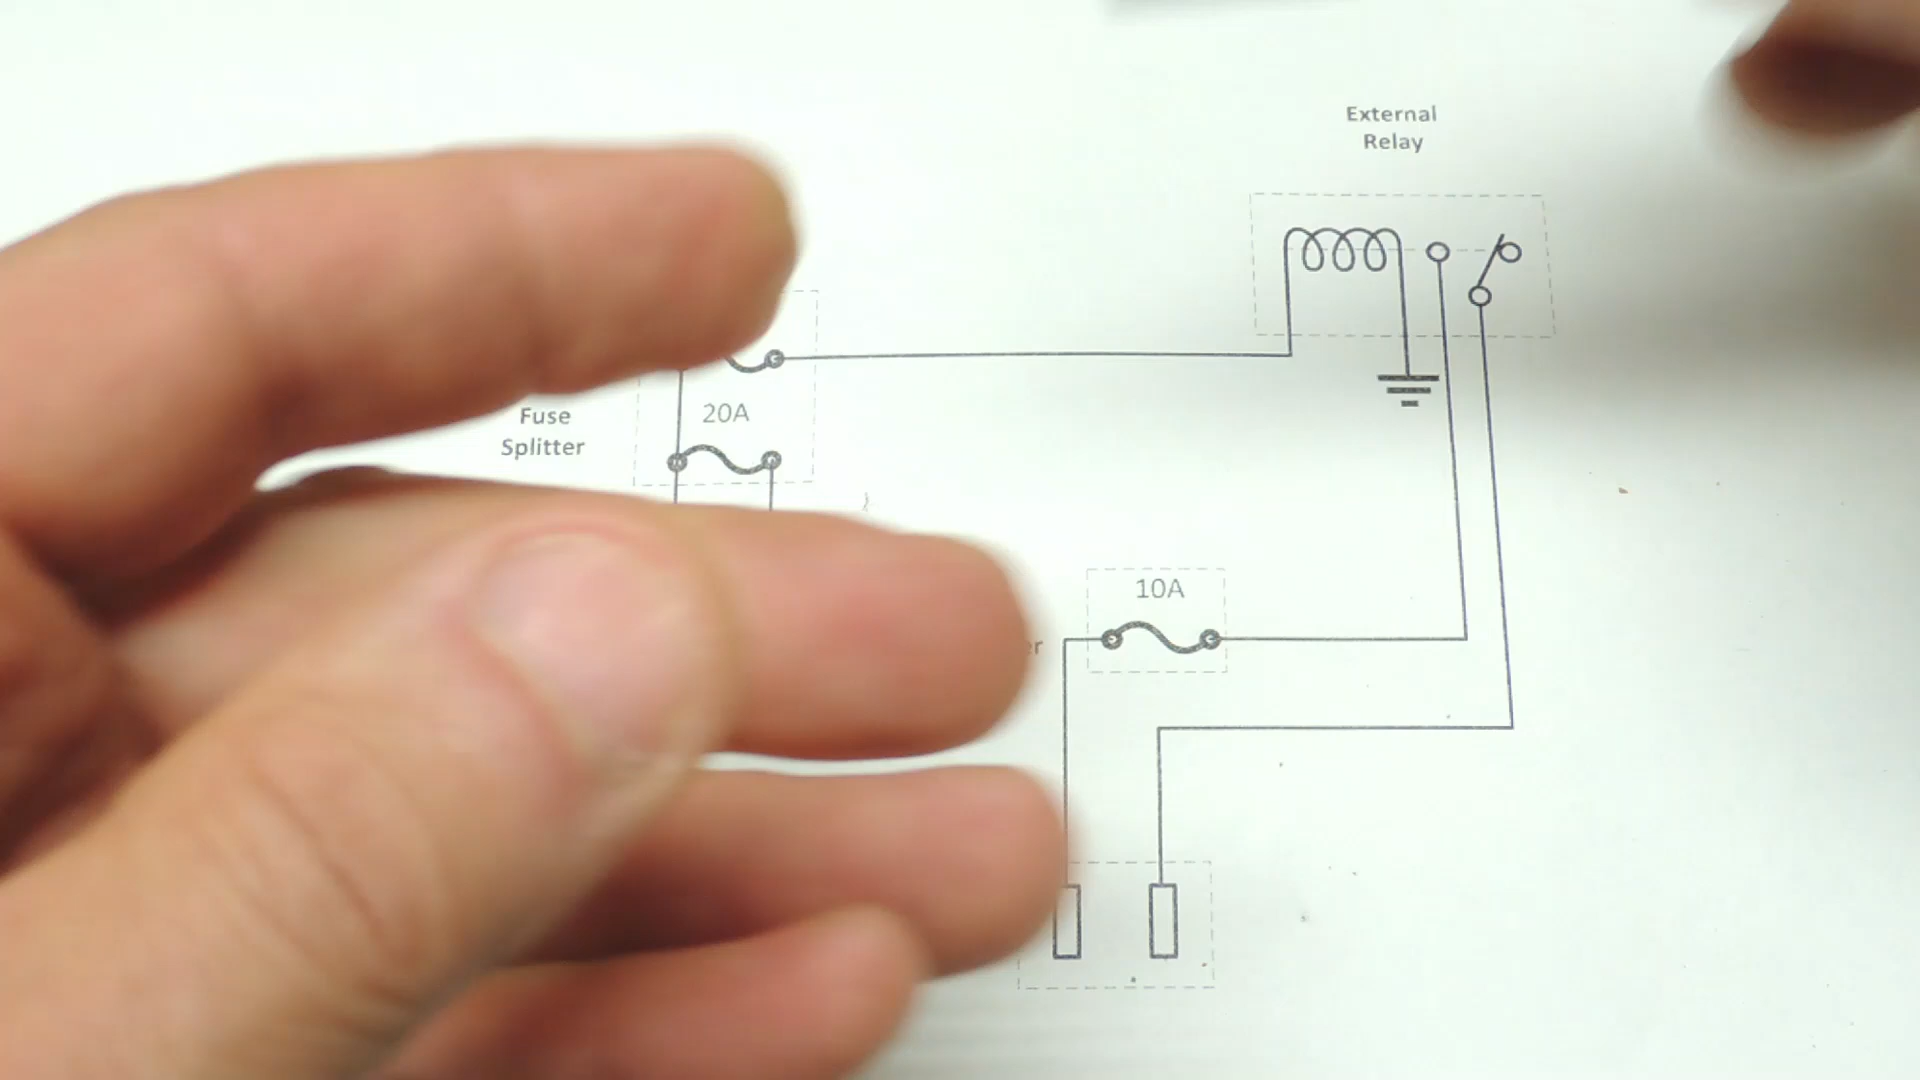 External
Relay
20A
Fuse
Splitter
10A